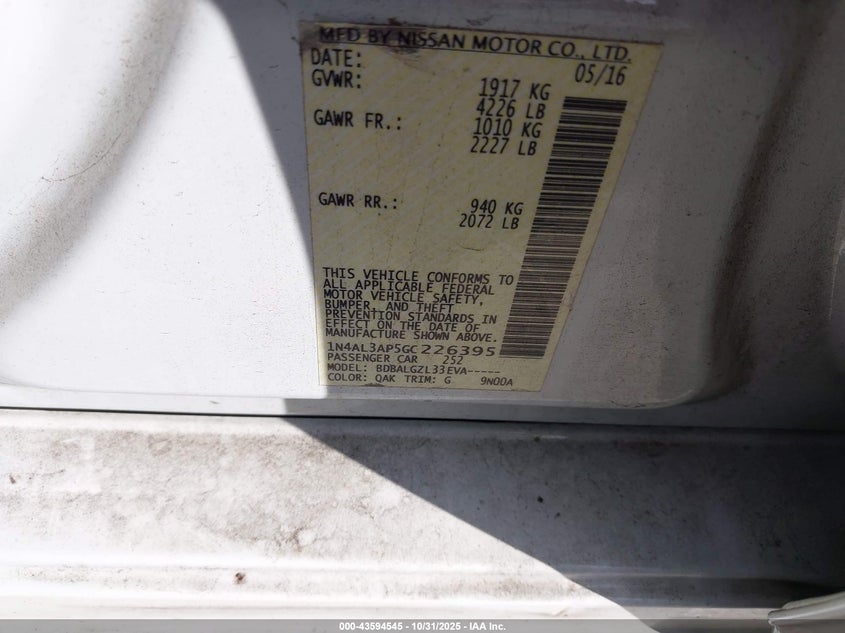 MFD BY NISSAN MOTOR CO., LTD.
DATE: 05/16
GVWR: 1917 KG
4226 LB
GAWR FR.: 1010 KG
2227 LB
GAWR RR.: 940 KG
2072 LB
THIS VEHICLE CONFORMS TO
ALL APPLICABLE FEDERAL
MOTOR VEHICLE SAFETY,
BUMPER, AND THEFT
PREVENTION STANDARDS IN
EFFECT ON THE DATE OF
MANUFACTURE SHOWN ABOVE.
1N4AL3AP5GC226395
PASSENGER CAR 252
MODEL: BDBALGZL33EVA-----
COLOR: QAK TRIM: G 9N00A
000-43594545 | 10/31/2025 - IAA Inc.